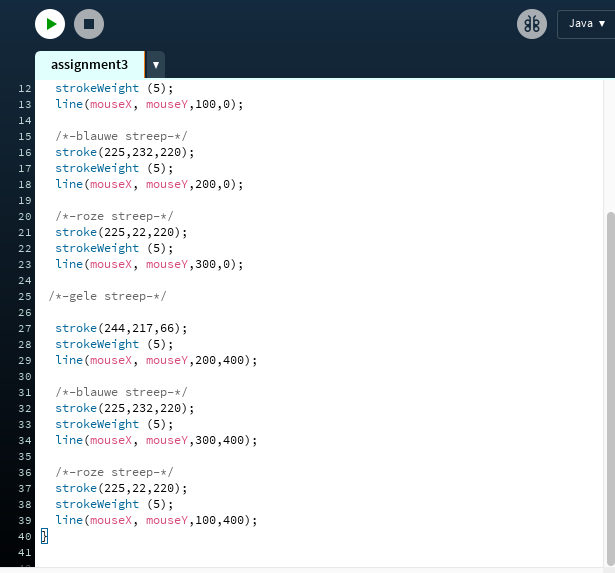 Java ▼
assignment3 ▼
12 strokeWeight (5);
13 line(mouseX, mouseY,100,0);
14
15 /*-blauwe streep-*/
16 stroke(225,232,220);
17 strokeWeight (5);
18 line(mouseX, mouseY,200,0);
19
20 /*-roze streep-*/
21 stroke(225,22,220);
22 strokeWeight (5);
23 line(mouseX, mouseY,300,0);
24
25 /*-gele streep-*/
26
27 stroke(244,217,66);
28 strokeWeight (5);
29 line(mouseX, mouseY,200,400);
30
31 /*-blauwe streep-*/
32 stroke(225,232,220);
33 strokeWeight (5);
34 line(mouseX, mouseY,300,400);
35
36 /*-roze streep-*/
37 stroke(225,22,220);
38 strokeWeight (5);
39 line(mouseX, mouseY,100,400);
40 }
41